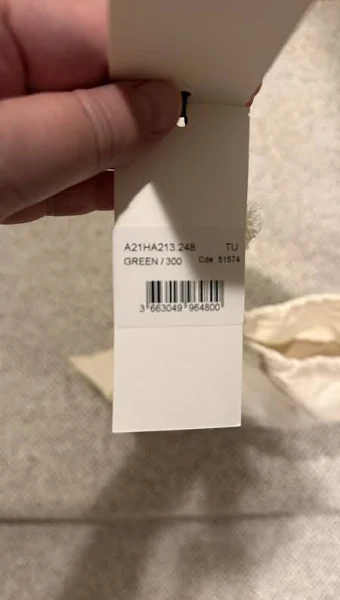 A21HA213 248 TU
GREEN / 300 Cde 51574
3 663049 964800